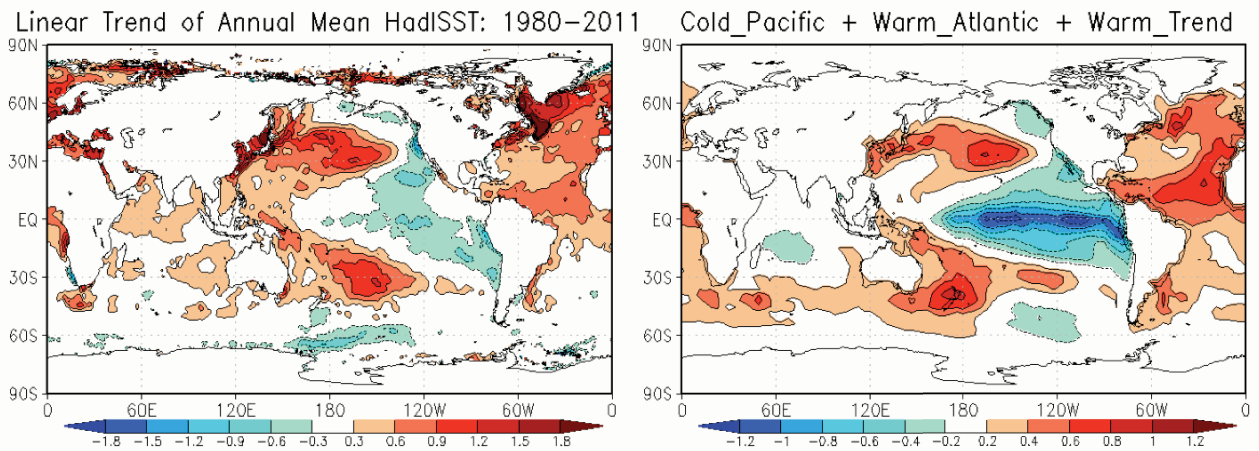 Linear Trend of Annual Mean HadISST: 1980−2011
90N
60N
30N
EQ
30S
60S
90S
0 60E 120E 180 120W 60W 0
−1.8 −1.5 −1.2 −0.9 −0.6 −0.3 0.3 0.6 0.9 1.2 1.5 1.8
Cold_Pacific + Warm_Atlantic + Warm_Trend
90N
60N
30N
EQ
30S
60S
90S
0 60E 120E 180 120W 60W 0
−1.2 −1 −0.8 −0.6 −0.4 −0.2 0.2 0.4 0.6 0.8 1 1.2